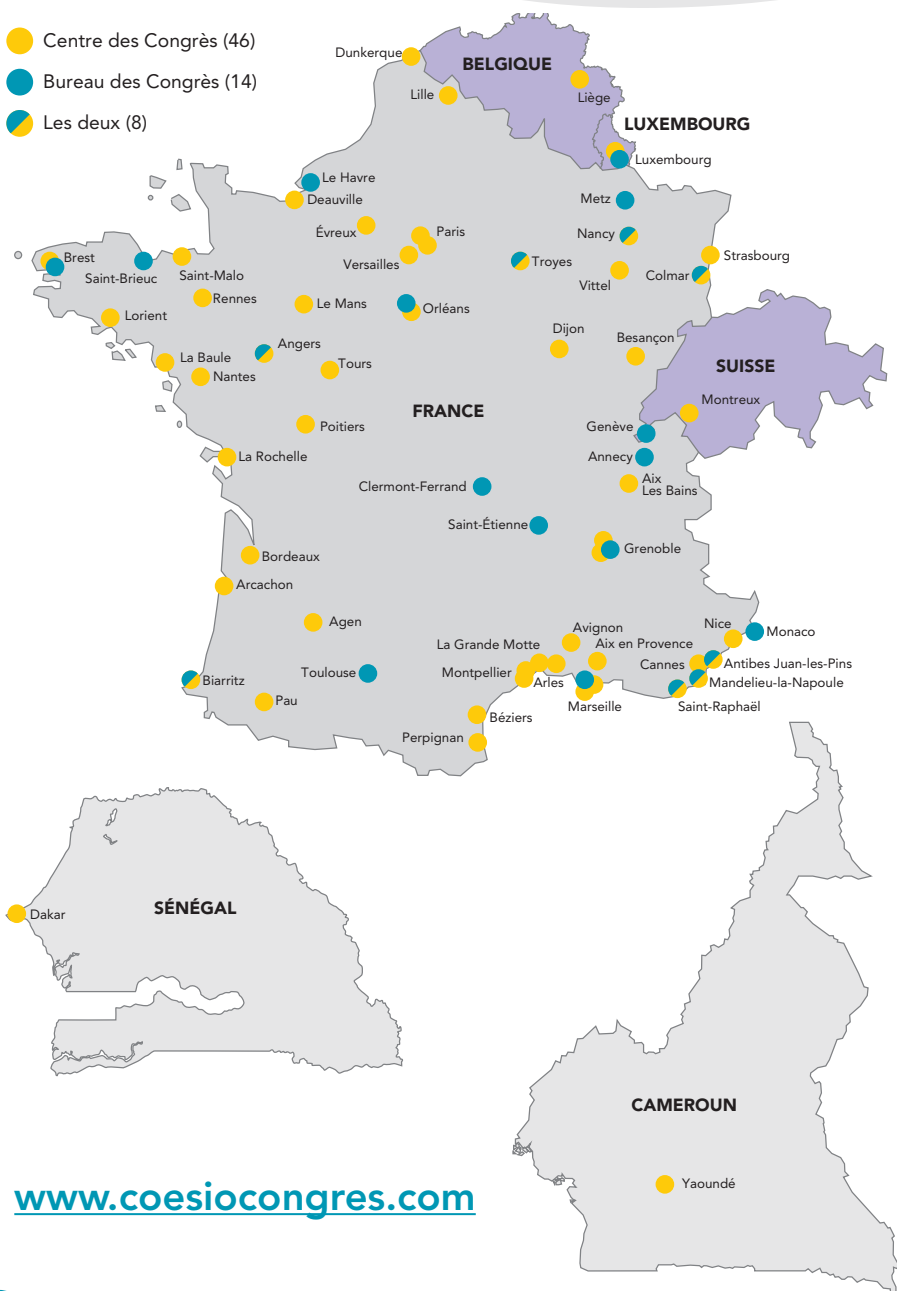 Centre des Congrès (46)
Bureau des Congrès (14)
Les deux (8)
Dunkerque
BELGIQUE
Lille
Liège
LUXEMBOURG
Luxembourg
Le Havre
Deauville
Metz
Évreux
Paris
Nancy
Versailles
Troyes
Strasbourg
Brest
Saint-Brieuc
Saint-Malo
Vittel
Colmar
Rennes
Le Mans
Orléans
Lorient
Dijon
Besançon
Angers
La Baule
Tours
Nantes
SUISSE
Montreux
FRANCE
Poitiers
Genève
La Rochelle
Annecy
Clermont-Ferrand
Aix
Les Bains
Saint-Étienne
Grenoble
Bordeaux
Arcachon
Agen
Avignon
Nice
Monaco
La Grande Motte
Aix en Provence
Biarritz
Toulouse
Montpellier
Cannes
Antibes Juan-les-Pins
Arles
Mandelieu-la-Napoule
Pau
Marseille
Saint-Raphaël
Béziers
Perpignan
SÉNÉGAL
Dakar
CAMEROUN
Yaoundé
www.coesiocongres.com